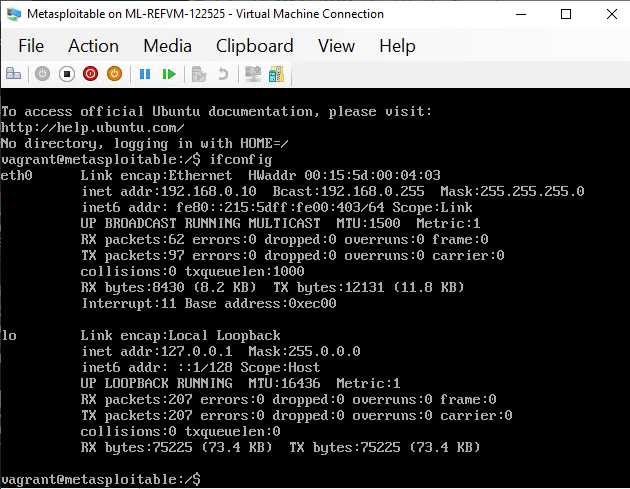 Metasploitable on ML-REFVM-122525 - Virtual Machine Connection
File Action Media Clipboard View Help
To access official Ubuntu documentation, please visit:
http://help.ubuntu.com/
No directory, logging in with HOME=/
vagrant@metasploitable:/$ ifconfig
eth0      Link encap:Ethernet  HWaddr 00:15:5d:00:04:03
          inet addr:192.168.0.10  Bcast:192.168.0.255  Mask:255.255.255.0
          inet6 addr: fe80::215:5dff:fe00:403/64 Scope:Link
          UP BROADCAST RUNNING MULTICAST  MTU:1500  Metric:1
          RX packets:62 errors:0 dropped:0 overruns:0 frame:0
          TX packets:97 errors:0 dropped:0 overruns:0 carrier:0
          collisions:0 txqueuelen:1000
          RX bytes:8430 (8.2 KB)  TX bytes:12131 (11.8 KB)
          Interrupt:11 Base address:0xec00
lo        Link encap:Local Loopback
          inet addr:127.0.0.1  Mask:255.0.0.0
          inet6 addr: ::1/128 Scope:Host
          UP LOOPBACK RUNNING  MTU:16436  Metric:1
          RX packets:207 errors:0 dropped:0 overruns:0 frame:0
          TX packets:207 errors:0 dropped:0 overruns:0 carrier:0
          collisions:0 txqueuelen:0
          RX bytes:75225 (73.4 KB)  TX bytes:75225 (73.4 KB)
vagrant@metasploitable:/$